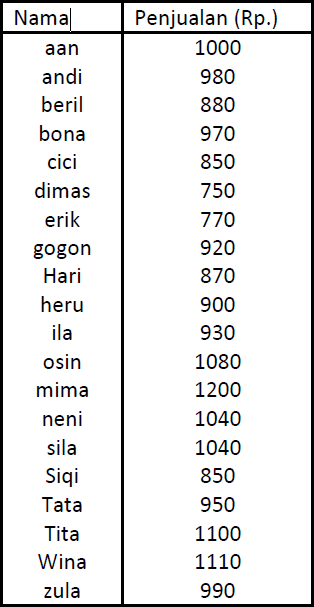 Nama Penjualan (Rp.)
aan 1000
andi 980
beril 880
bona 970
cici 850
dimas 750
erik 770
gogon 920
Hari 870
heru 900
ila 930
osin 1080
mima 1200
neni 1040
sila 1040
Siqi 850
Tata 950
Tita 1100
Wina 1110
zula 990